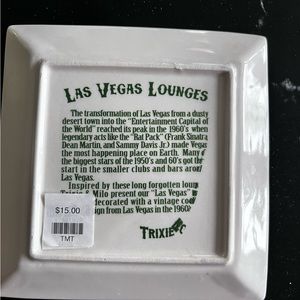 LAS VEGAS LOUNGES
The transformation of Las Vegas from a dusty
desert town into the "Entertainment Capital of
the World" reached its peak in the 1960's when
legendary acts like the "Rat Pack" (Frank Sinatra,
Dean Martin, and Sammy Davis Jr.) made Vegas
the most happening place on Earth. Many of
the biggest stars of the 1950's and 60's got the
start in the smaller clubs and bars
Las Vegas.
Inspired by these long forgotten
Trixie & Milo present our "Las Vegas"
decorated with a vintage
from Las Vegas in the 1960
TRIXIE
$15.00
TMT